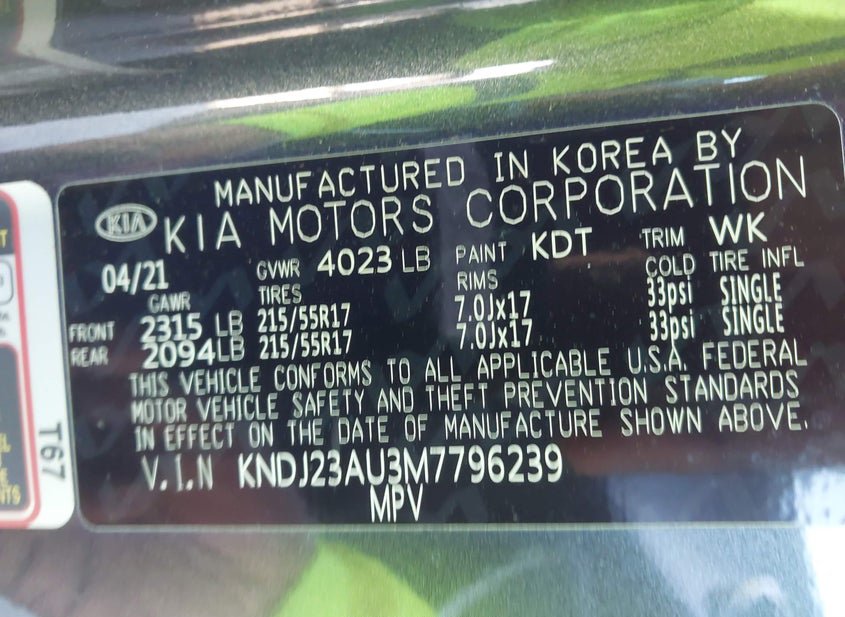 MANUFACTURED IN KOREA BY
KIA KIA MOTORS CORPORATION
04/21 GVWR 4023 LB PAINT KDT TRIM WK
GAWR TIRES RIMS COLD TIRE INFL
FRONT 2315 LB 215/55R17 7.0Jx17 33psi SINGLE
REAR 2094 LB 215/55R17 7.0Jx17 33psi SINGLE
THIS VEHICLE CONFORMS TO ALL APPLICABLE U.S.A. FEDERAL
MOTOR VEHICLE SAFETY AND THEFT PREVENTION STANDARDS
IN EFFECT ON THE DATE OF MANUFACTURE SHOWN ABOVE.
V.I.N KNDJ23AU3M7796239
MPV
T67